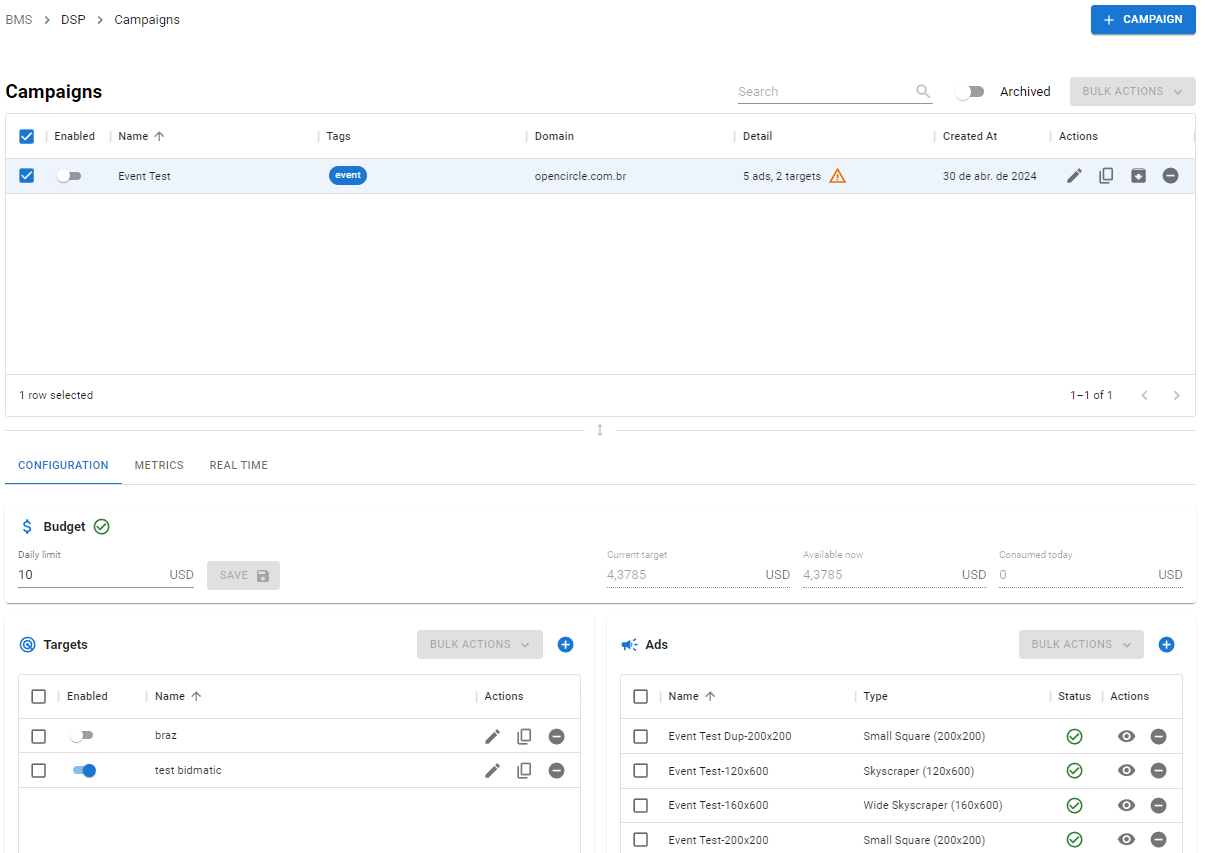 BMS > DSP > Campaigns
+ CAMPAIGN
Campaigns
Search
Archived
BULK ACTIONS
Enabled Name Tags Domain Detail Created At Actions
Event Test event opencircle.com.br 5 ads, 2 targets 30 de abr. de 2024
1 row selected
1–1 of 1
CONFIGURATION METRICS REAL TIME
$ Budget
Daily limit Current target Available now Consumed today
10 USD SAVE 4,3785 USD 4,3785 USD 0 USD
Targets BULK ACTIONS
Enabled Name Actions
braz
test bidmatic
Ads BULK ACTIONS
Name Type Status Actions
Event Test Dup-200x200 Small Square (200x200)
Event Test-120x600 Skyscraper (120x600)
Event Test-160x600 Wide Skyscraper (160x600)
Event Test-200x200 Small Square (200x200)